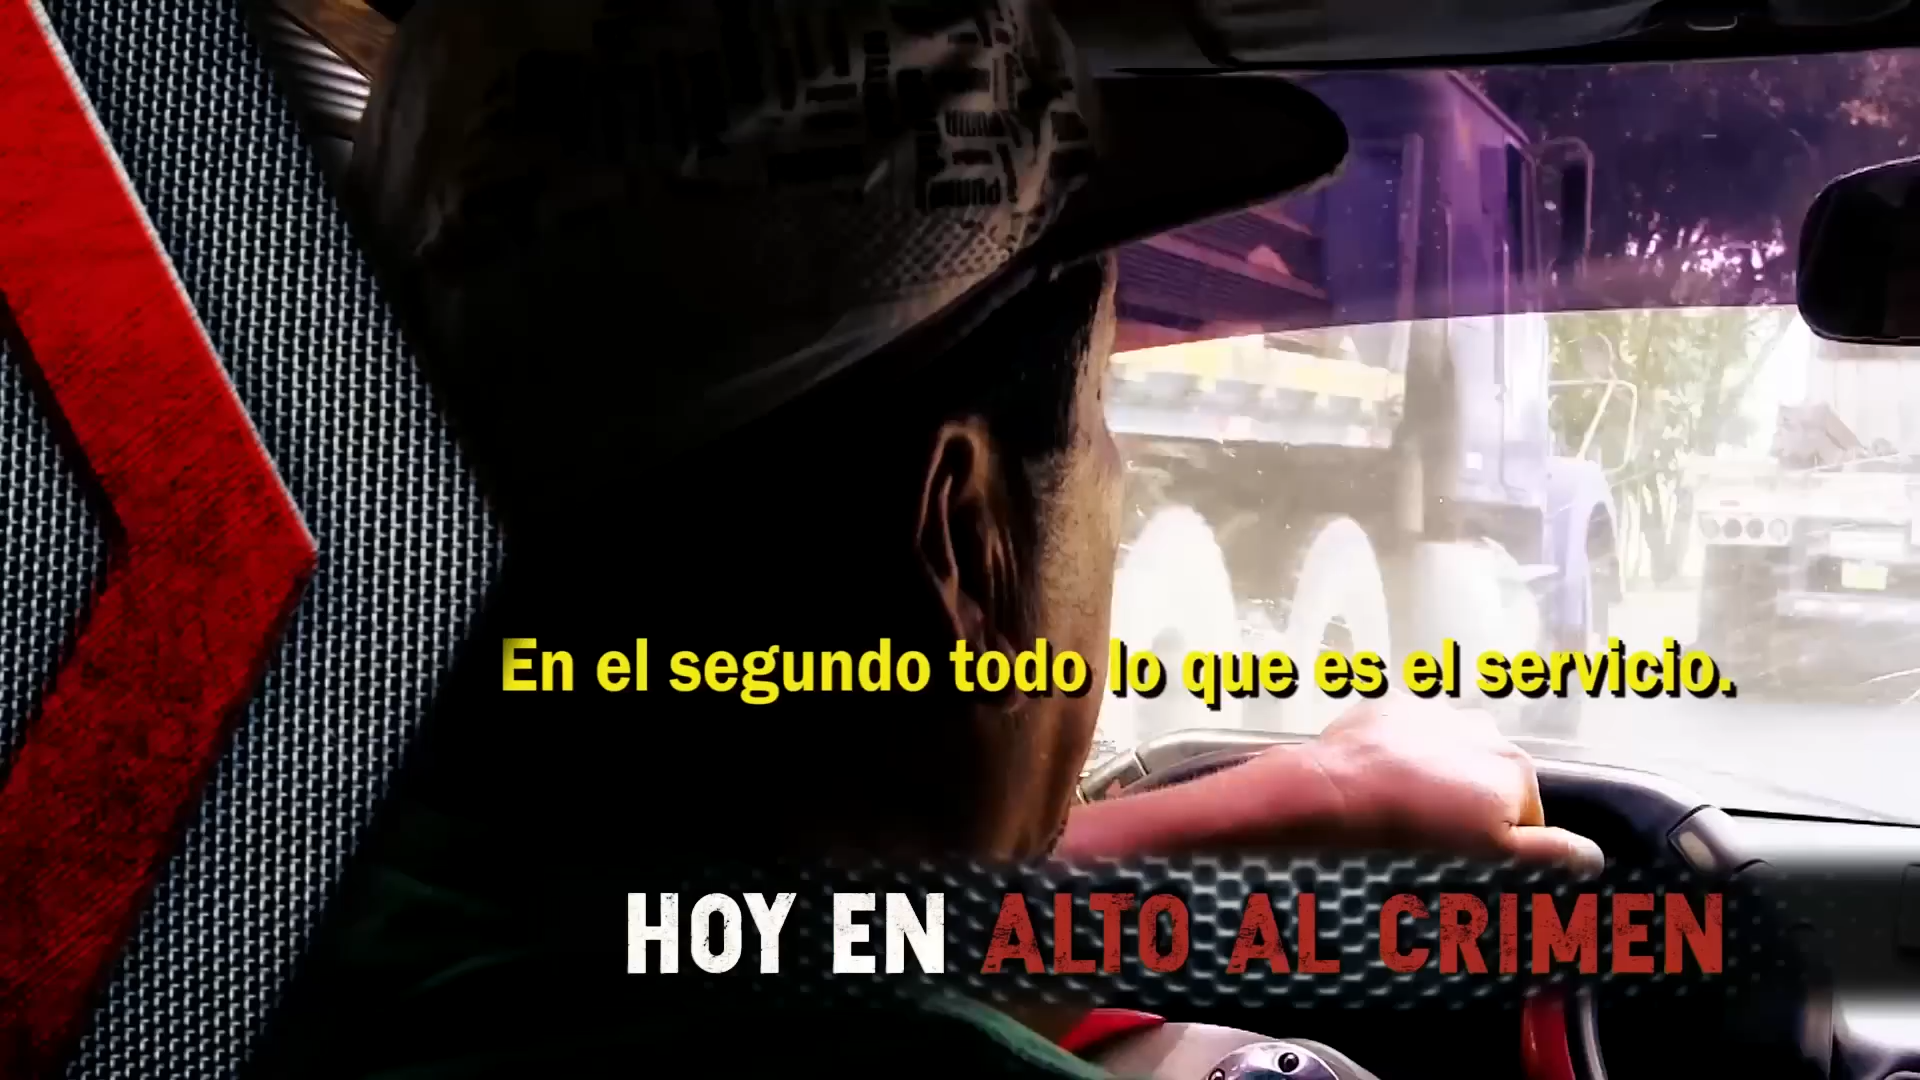 En el segundo todo lo que es el servicio.
HOY EN ALTO AL CRIMEN